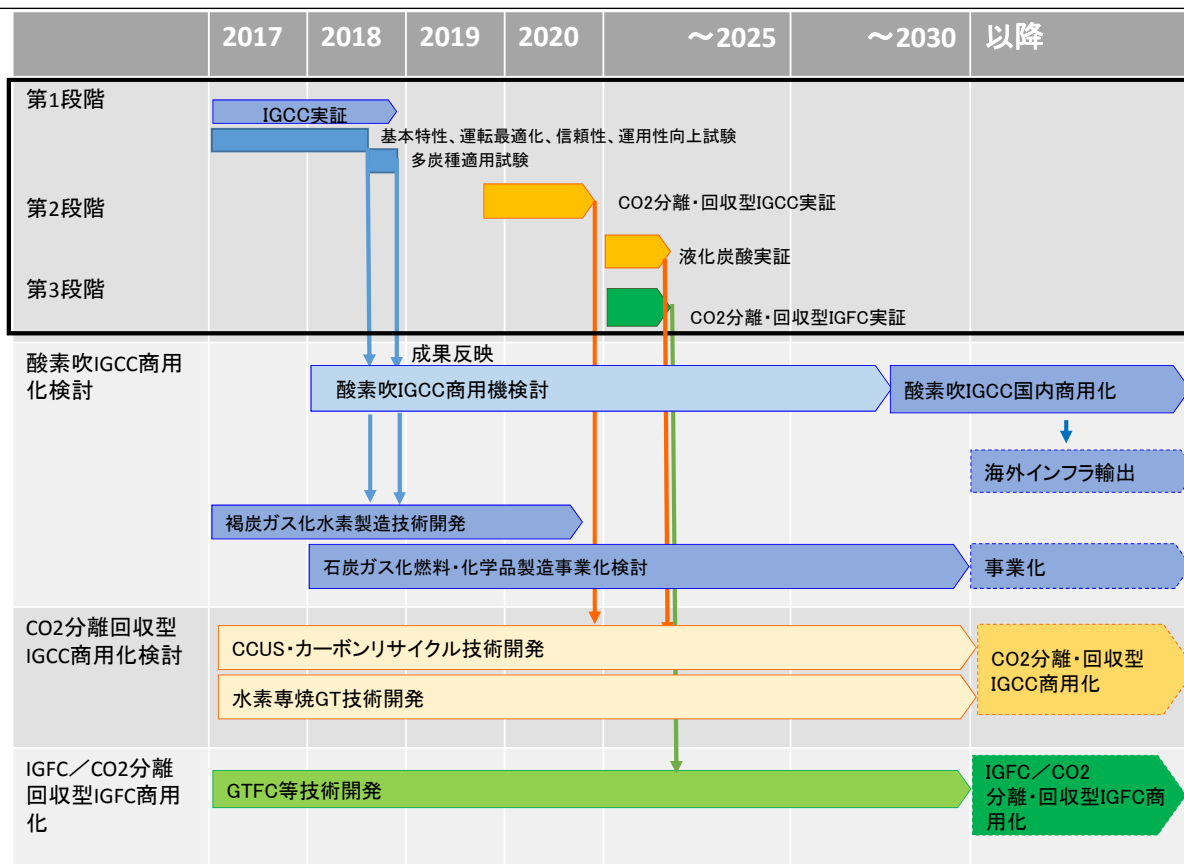 2017
2018
2019
2020
～2025
～2030
以降
第1段階
IGCC実証
基本特性、運転最適化、信頼性、運用性向上試験
多炭種適用試験
第2段階
CO2分離・回収型IGCC実証
液化炭酸実証
第3段階
CO2分離・回収型IGFC実証
酸素吹IGCC商用
化検討
成果反映
酸素吹IGCC商用機検討
酸素吹IGCC国内商用化
海外インフラ輸出
褐炭ガス化水素製造技術開発
石炭ガス化燃料・化学品製造事業化検討
事業化
CO2分離回収型
IGCC商用化検討
CCUS・カーボンリサイクル技術開発
水素専焼GT技術開発
CO2分離・回収型
IGCC商用化
IGFC／CO2分離
回収型IGFC商用
化
GTFC等技術開発
IGFC／CO2
分離・回収型IGFC商
用化